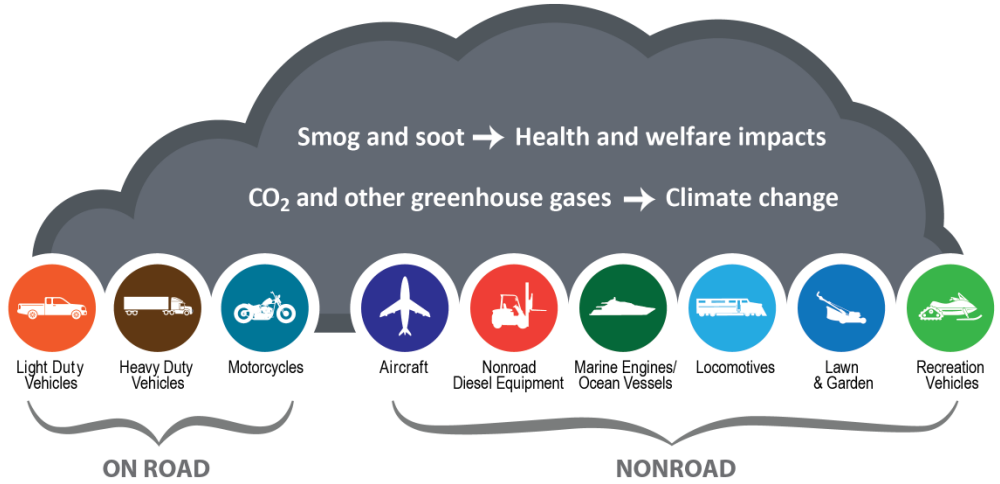 Smog and soot → Health and welfare impacts
CO₂ and other greenhouse gases → Climate change
Light Duty
Vehicles
Heavy Duty
Vehicles
Motorcycles
Aircraft
Nonroad
Diesel Equipment
Marine Engines/
Ocean Vessels
Locomotives
Lawn
& Garden
Recreation
Vehicles
ON ROAD
NONROAD